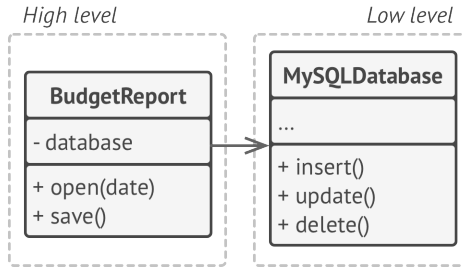 High level
Low level
BudgetReport
- database
+ open(date)
+ save()
MySQLDatabase
...
+ insert()
+ update()
+ delete()